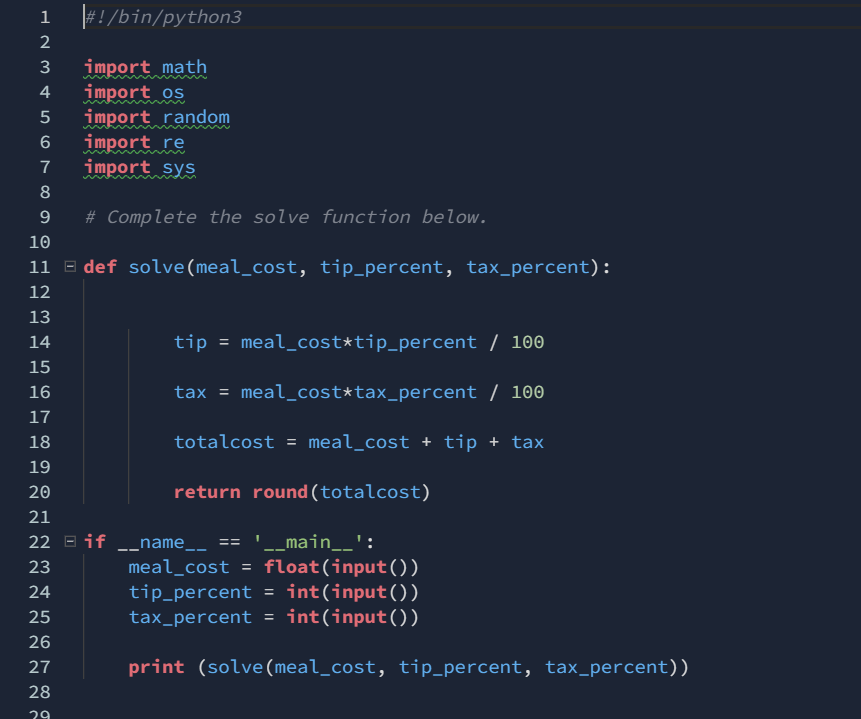 1 #!/bin/python3
2
3 import math
4 import os
5 import random
6 import re
7 import sys
8
9 # Complete the solve function below.
10
11 def solve(meal_cost, tip_percent, tax_percent):
12
13
14 tip = meal_cost*tip_percent / 100
15
16 tax = meal_cost*tax_percent / 100
17
18 totalcost = meal_cost + tip + tax
19
20 return round(totalcost)
21
22 if __name__ == '__main__':
23 meal_cost = float(input())
24 tip_percent = int(input())
25 tax_percent = int(input())
26
27 print (solve(meal_cost, tip_percent, tax_percent))
28
29